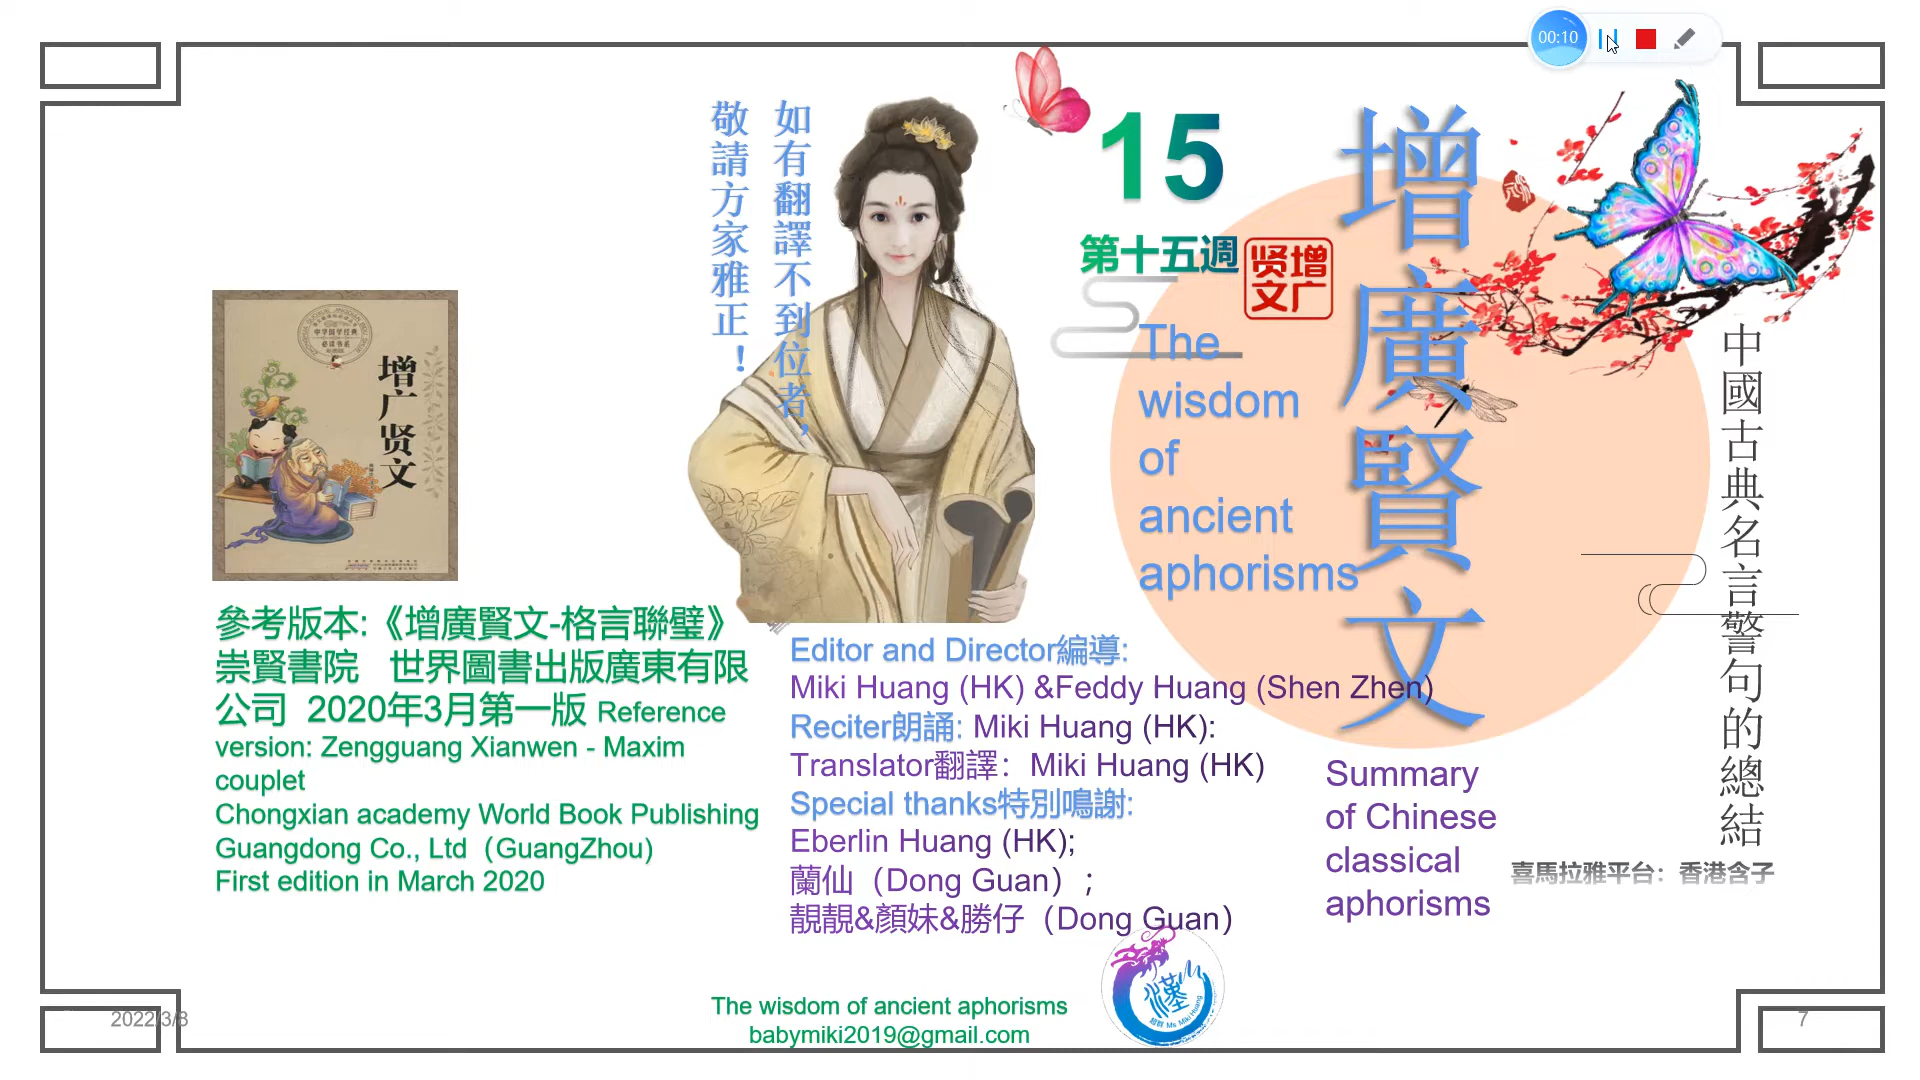 00:10
如有翻譯不到位者，
敬請方家雅正！
15
第十五週
增广
贤文
The
wisdom
of
ancient
aphorisms
增廣賢文
中國古典名言警句的總結
增广贤文
參考版本:《增廣賢文-格言聯璧》
崇賢書院 世界圖書出版廣東有限
公司 2020年3月第一版 Reference
version: Zengguang Xianwen - Maxim
couplet
Chongxian academy World Book Publishing
Guangdong Co., Ltd（GuangZhou）
First edition in March 2020
Editor and Director編導:
Miki Huang (HK) &Feddy Huang (Shen Zhen)
Reciter朗誦: Miki Huang (HK):
Translator翻譯：Miki Huang (HK)
Special thanks特別鳴謝:
Eberlin Huang (HK);
蘭仙（Dong Guan）;
靚靚&顏妹&勝仔（Dong Guan）
Summary
of Chinese
classical
aphorisms
喜馬拉雅平台：香港含子
The wisdom of ancient aphorisms
babymiki2019@gmail.com
2022/3/8
7